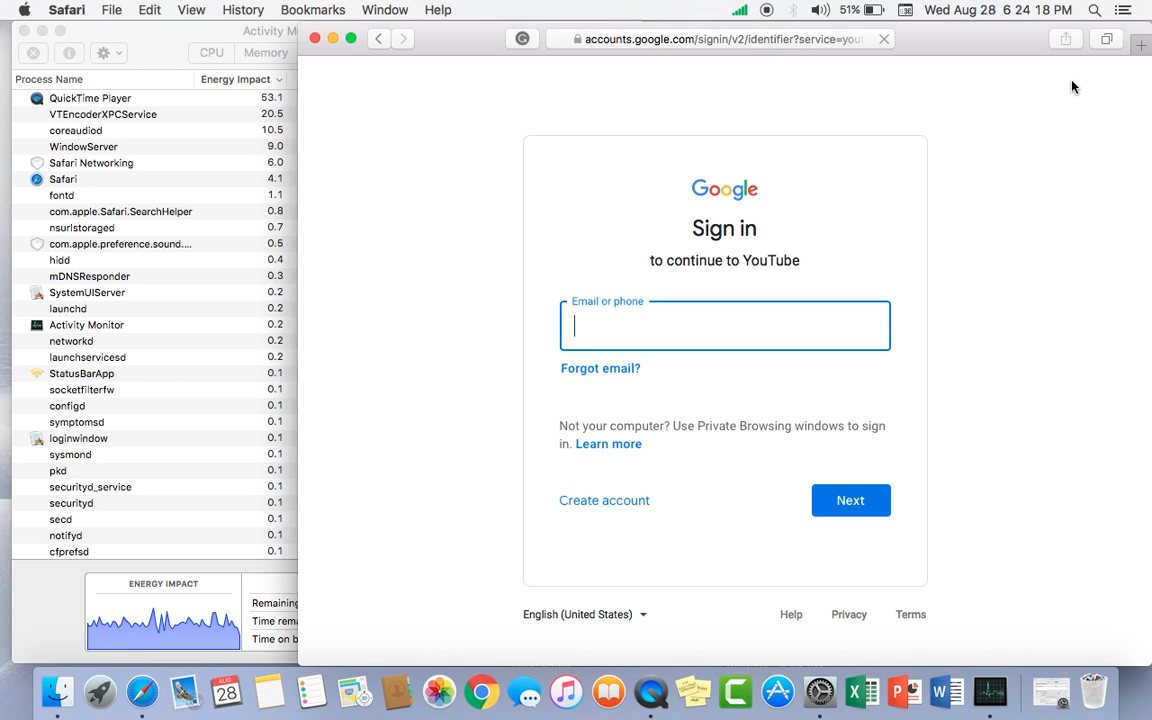 Safari File Edit View History Bookmarks Window Help 51% Wed Aug 28 6 24 18 PM
Activity M
accounts.google.com/signin/v2/identifier?service=you
CPU Memory
Process Name Energy Impact
QuickTime Player 53.1
VTEncoderXPCService 20.5
coreaudiod 10.5
WindowServer 9.0
Safari Networking 6.0
Safari 4.1
fontd 1.1
com.apple.Safari.SearchHelper 0.8
nsurlstoraged 0.7
com.apple.preference.sound.... 0.5
hidd 0.4
mDNSResponder 0.3
SystemUIServer 0.2
launchd 0.2
Activity Monitor 0.2
networkd 0.2
launchservicesd 0.2
StatusBarApp 0.1
socketfilterfw 0.1
configd 0.1
symptomsd 0.1
loginwindow 0.1
sysmond 0.1
pkd 0.1
securityd_service 0.1
securityd 0.1
secd 0.1
notifyd 0.1
cfprefsd 0.1
ENERGY IMPACT
Remaining
Time rema
Time on b
Google
Sign in
to continue to YouTube
Email or phone
Forgot email?
Not your computer? Use Private Browsing windows to sign
in. Learn more
Create account Next
English (United States) Help Privacy Terms
AUG
28